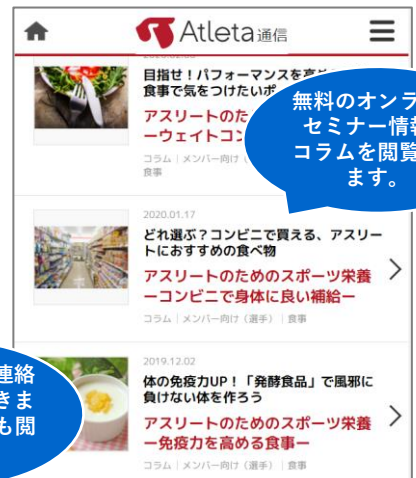 Atleta通信
目指せ！パフォーマンスを
食事で気をつけたいポ
アスリートのため
ーウェイトコン
コラム｜メンバー向け（
食事
無料のオンラ
セミナー情
コラムを閲覧
ます。
2020.01.17
どれ選ぶ？コンビニで買える、アスリー
トにおすすめの食べ物
アスリートのためのスポーツ栄養
ーコンビニで身体に良い補給ー
コラム｜メンバー向け（選手）｜食事
連絡
きま
も閲
2019.12.02
体の免疫力UP！「発酵食品」で風邪に
負けない体を作ろう
アスリートのためのスポーツ栄養
ー免疫力を高める食事ー
コラム｜メンバー向け（選手）｜食事